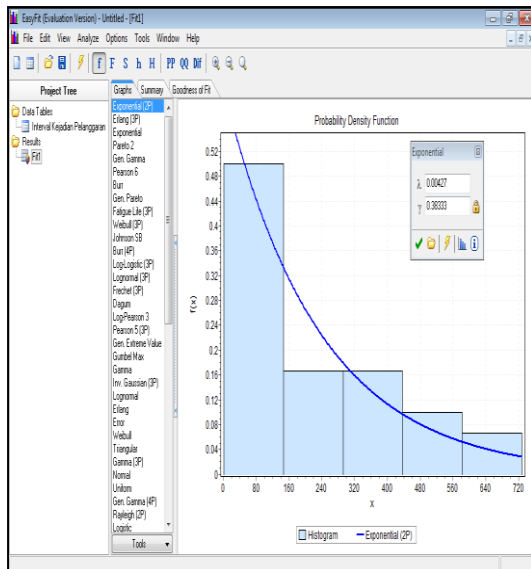 EasyFit (Evaluation Version) - Untitled - [Fit1]
File Edit View Analyze Options Tools Window Help
f F S h H PP QQ Dif
Project Tree
Data Tables
Interval Kejadian Pelanggaran
Results
Fit1
Graphs Summary Goodness of Fit
Exponential (2P)
Erlang (3P)
Exponential
Pareto 2
Gen. Gamma
Pearson 6
Burr
Gen. Pareto
Fatigue Life (3P)
Weibull (3P)
Johnson SB
Burr (4P)
Log-Logistic (3P)
Lognormal (3P)
Frechet (3P)
Dagum
Log-Pearson 3
Pearson 5 (3P)
Gen. Extreme Value
Gumbel Max
Gamma
Inv. Gaussian (3P)
Lognormal
Erlang
Error
Weibull
Triangular
Gamma (3P)
Normal
Uniform
Gen. Gamma (4P)
Rayleigh (2P)
Logistic
Tools
Probability Density Function
Exponential
λ 0.00427
γ 0.38333
f(x)
0.52
0.48
0.44
0.4
0.36
0.32
0.28
0.24
0.2
0.16
0.12
0.08
0.04
0
0 80 160 240 320 400 480 560 640 720
x
Histogram Exponential (2P)